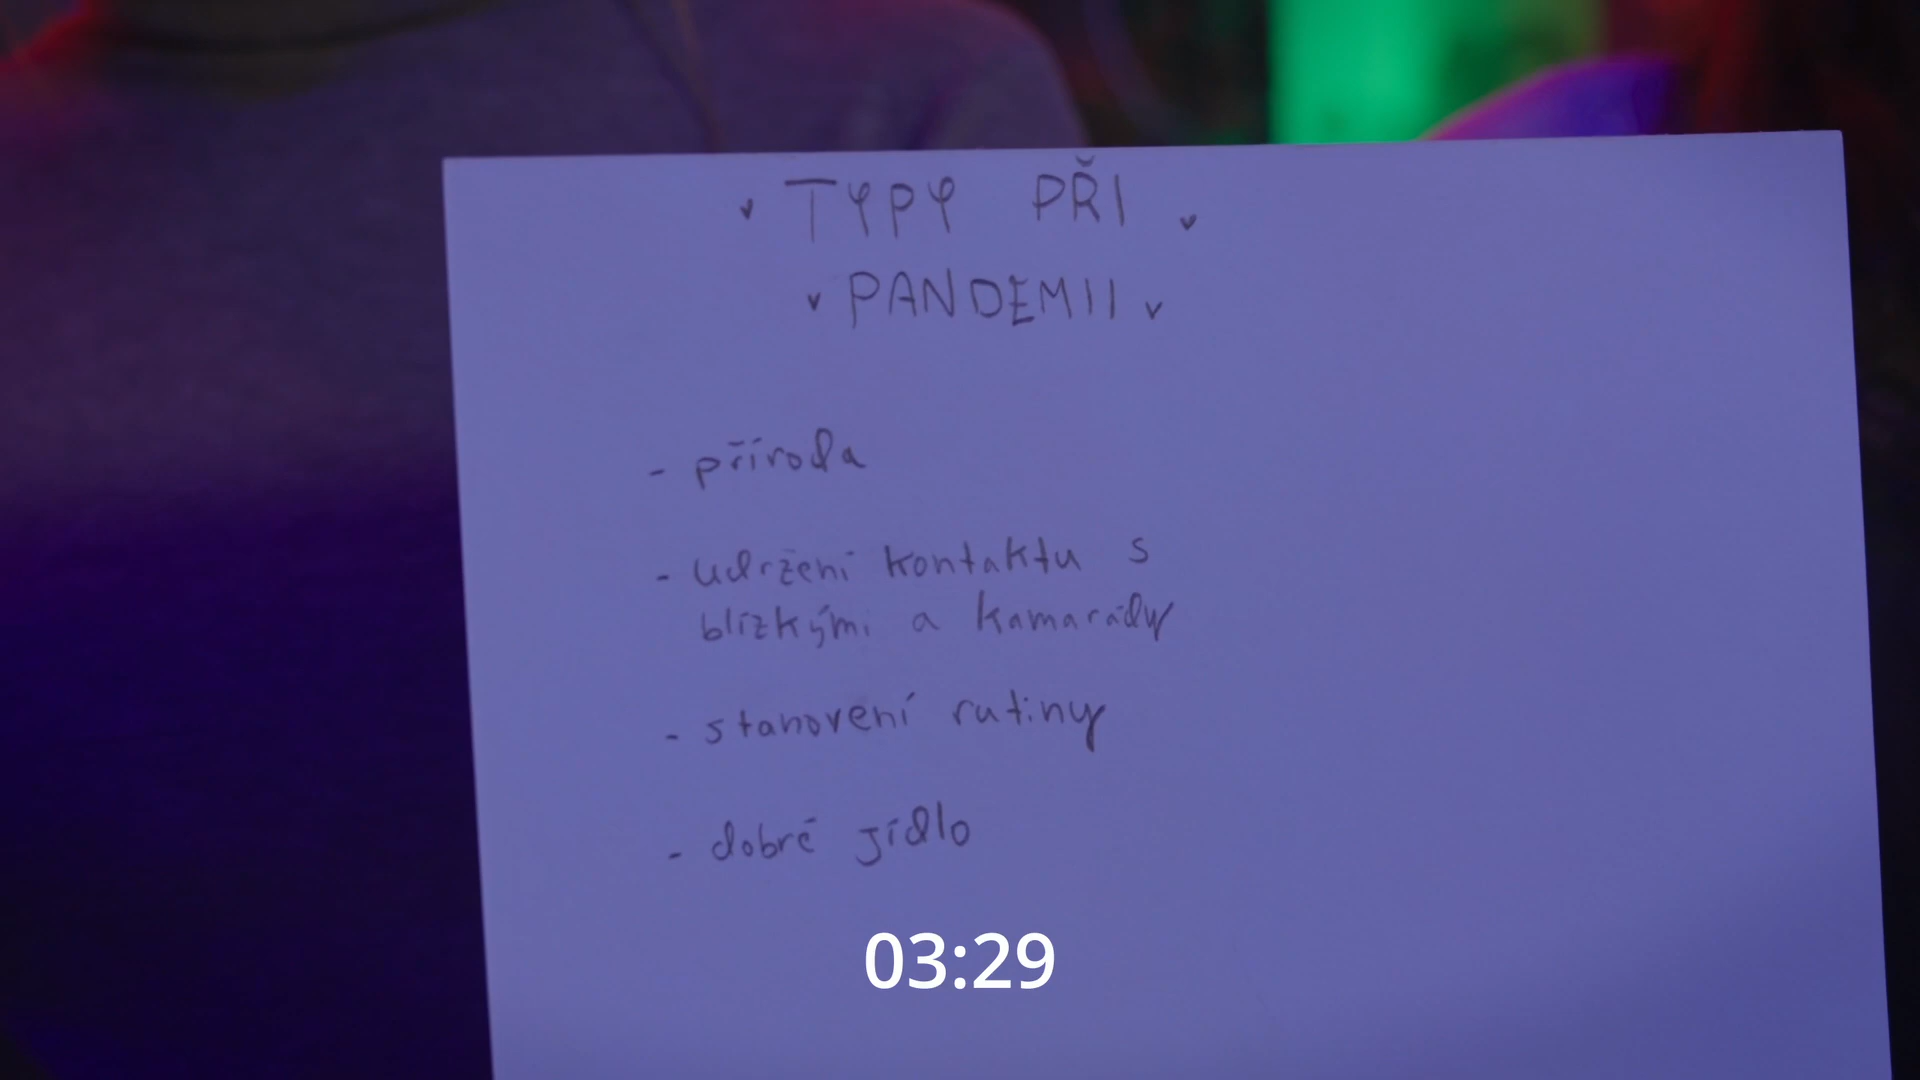 TYPY PŘI
PANDEMII
- příroda
- udržení kontaktu s
blízkými a kamarády
- stanovení rutiny
- dobré jídlo
03:29